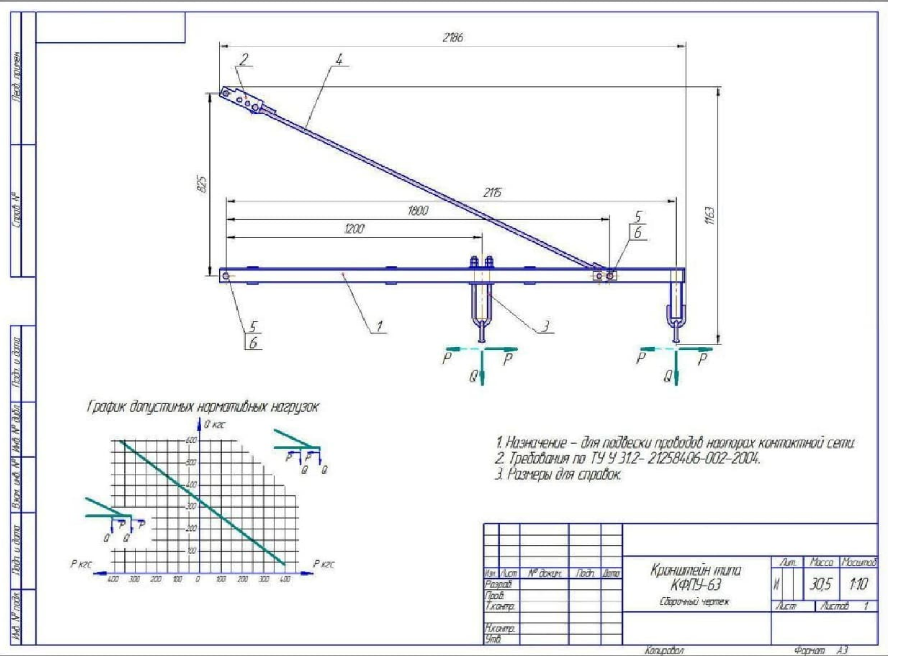 2186
2
4
825
2115
1800
1200
5
6
1163
5
6
1
3
P
P
Q
P
P
Q
График допустимых нормативных нагрузок
Q кгс
600
500
400
300
200
100
P
P
Q
Q
P
P
Q
Q
P кгс
400 300 200 100 0 100 200 300 400
P кгс
1. Назначение – для подвески проводов наопорах контактной сети.
2. Требования по ТУ У 31.2- 21258406-002-2004.
3. Размеры для справок.
Перв. примен.
Справ. №
Подп. и дата
Инв. № дубл.
Взам. инв. №
Подп. и дата
Инв. № подл.
Изм. Лист № докум. Подп. Дата
Разраб.
Пров.
Т.контр.
Н.контр.
Утв.
Кронштейн типа
КФПУ-63
Сборочный чертеж
Лит. Масса Масштаб
И 30,5 1:10
Лист Листов 1
Копировал
Формат А3